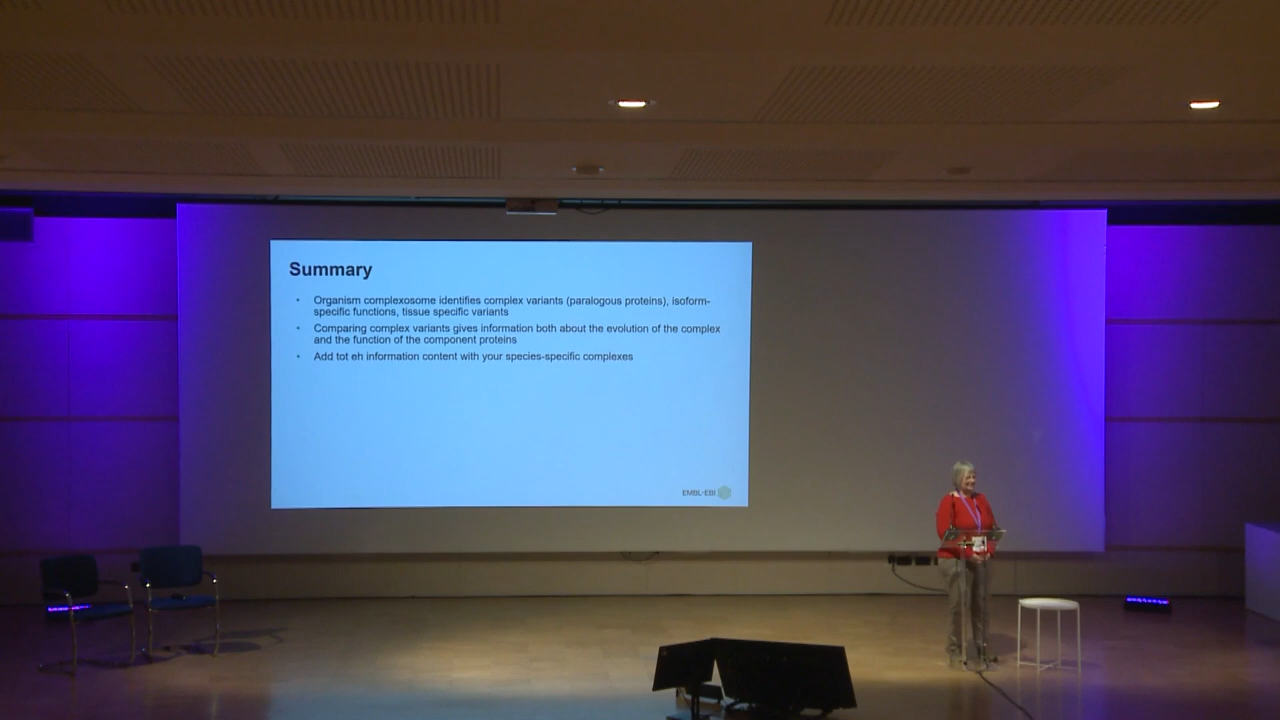 Summary
• Organism complexosome identifies complex variants (paralogous proteins), isoform-
specific functions, tissue specific variants
• Comparing complex variants gives information both about the evolution of the complex
and the function of the component proteins
• Add tot eh information content with your species-specific complexes
EMBL-EBI